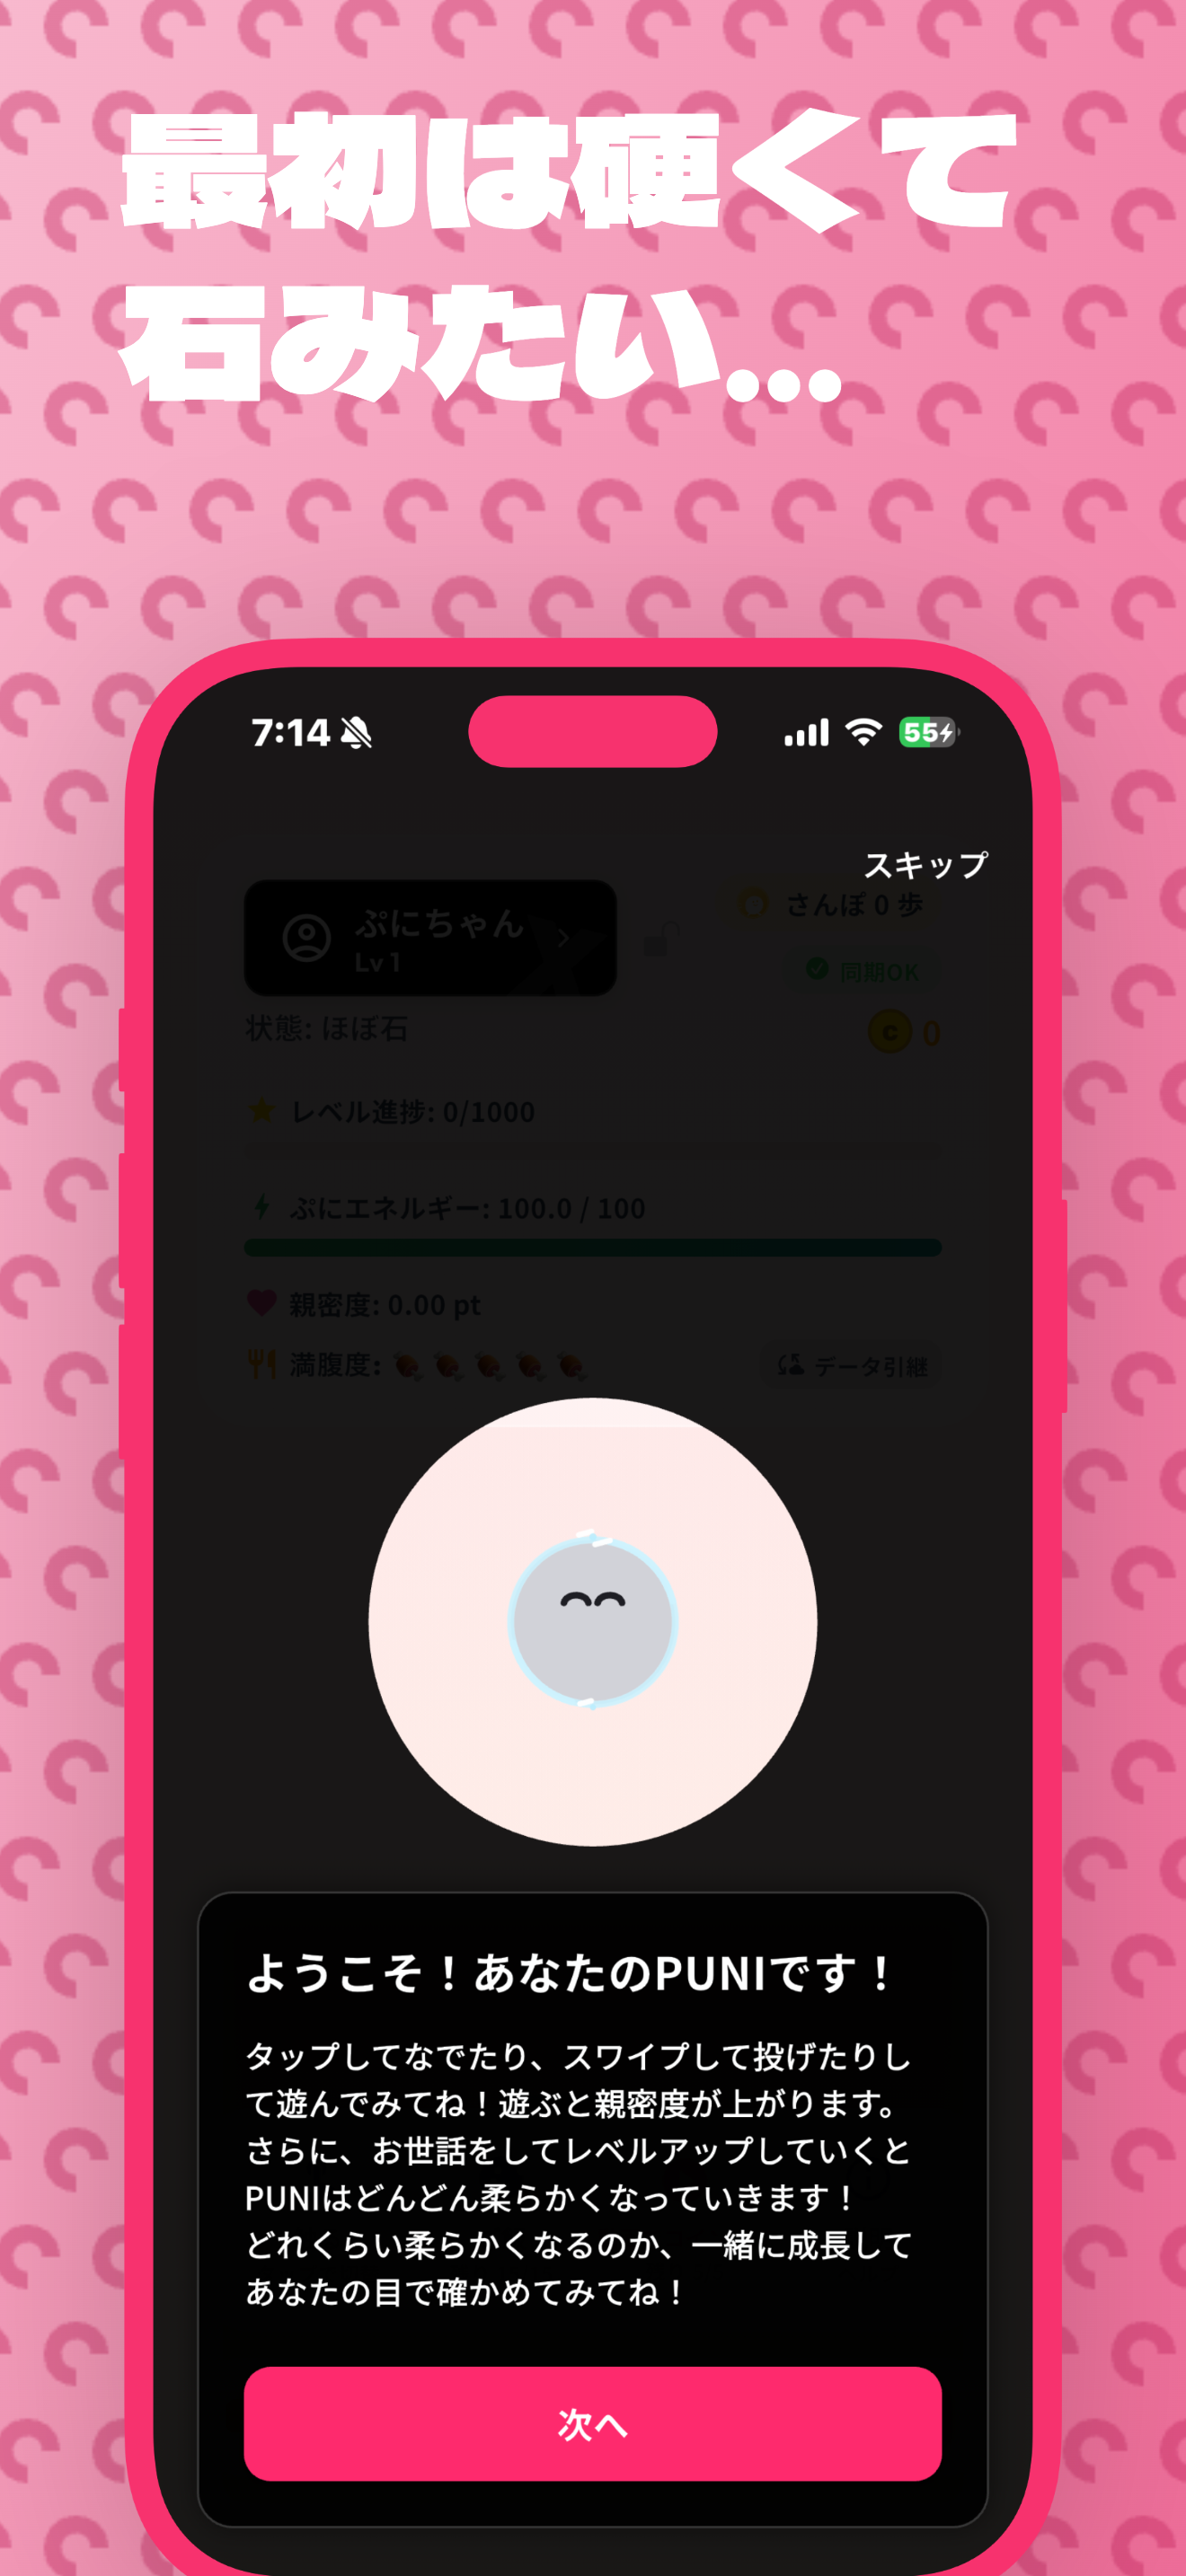 最初は硬くて
石みたい...
7:14
55
スキップ
ぷにちゃん
さんぽ 0 歩
Lv 1
同期OK
状態: ほぼ石
c 0
レベル進捗: 0/1000
ぷにエネルギー: 100.0 / 100
親密度: 0.00 pt
満腹度:
データ引継
ようこそ！あなたのPUNIです！
タップしてなでたり、スワイプして投げたりし
て遊んでみてね！遊ぶと親密度が上がります。
さらに、お世話をしてレベルアップしていくと
PUNIはどんどん柔らかくなっていきます！
どれくらい柔らかくなるのか、一緒に成長して
あなたの目で確かめてみてね！
次へ